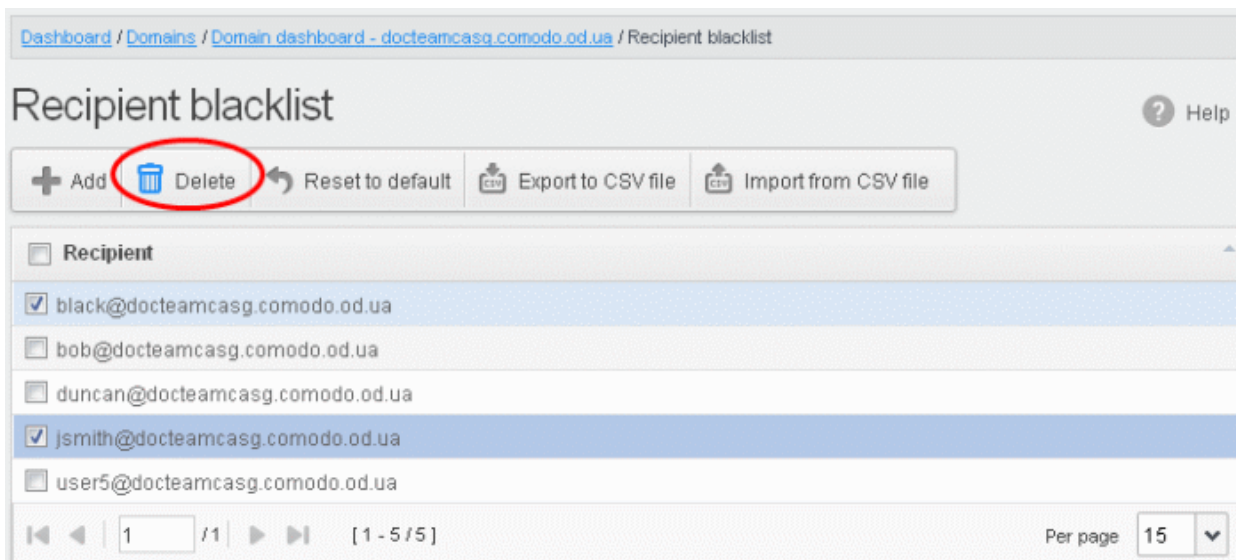 Dashboard / Domains / Domain dashboard - docteamcasg.comodo.od.ua / Recipient blacklist
Recipient blacklist
Help
Add Delete Reset to default CSV Export to CSV file CSV Import from CSV file
Recipient
black@docteamcasg.comodo.od.ua
bob@docteamcasg.comodo.od.ua
duncan@docteamcasg.comodo.od.ua
jsmith@docteamcasg.comodo.od.ua
user5@docteamcasg.comodo.od.ua
1 /1 [ 1 - 5 / 5 ] Per page 15